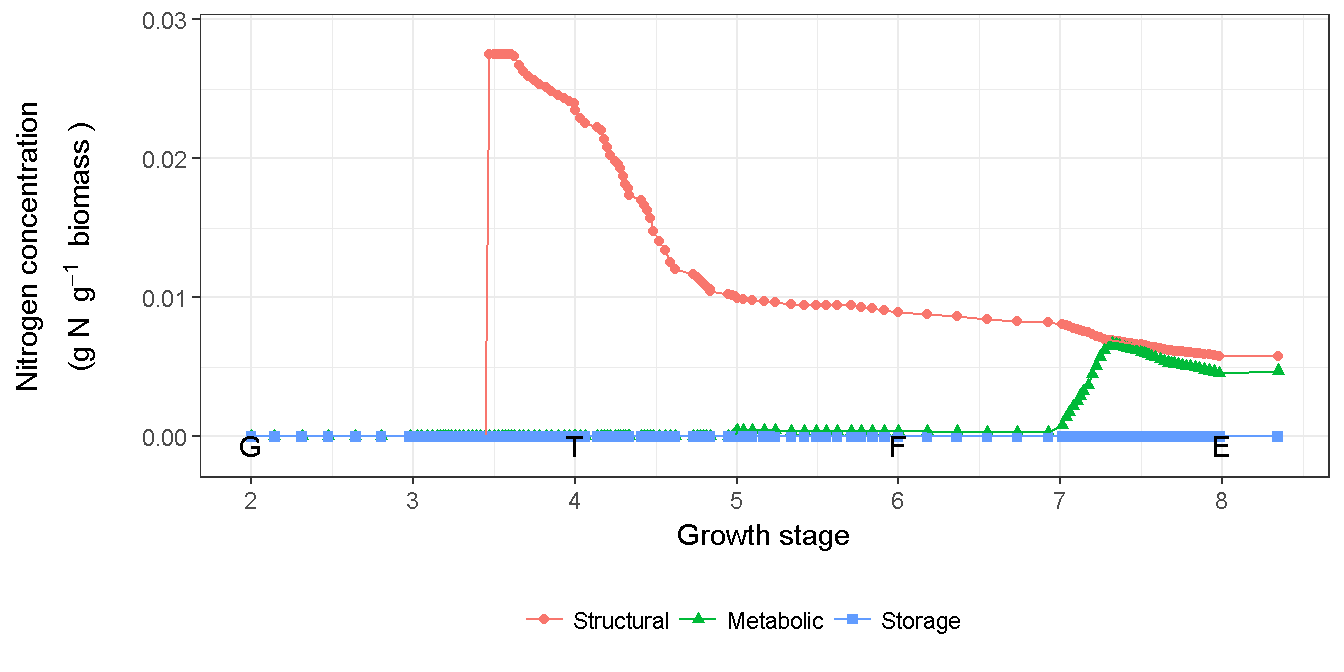 Nitrogen concentration
(g N g⁻¹ biomass )
0.03
0.02
0.01
0.00
G T F E
2 3 4 5 6 7 8
Growth stage
Structural Metabolic Storage